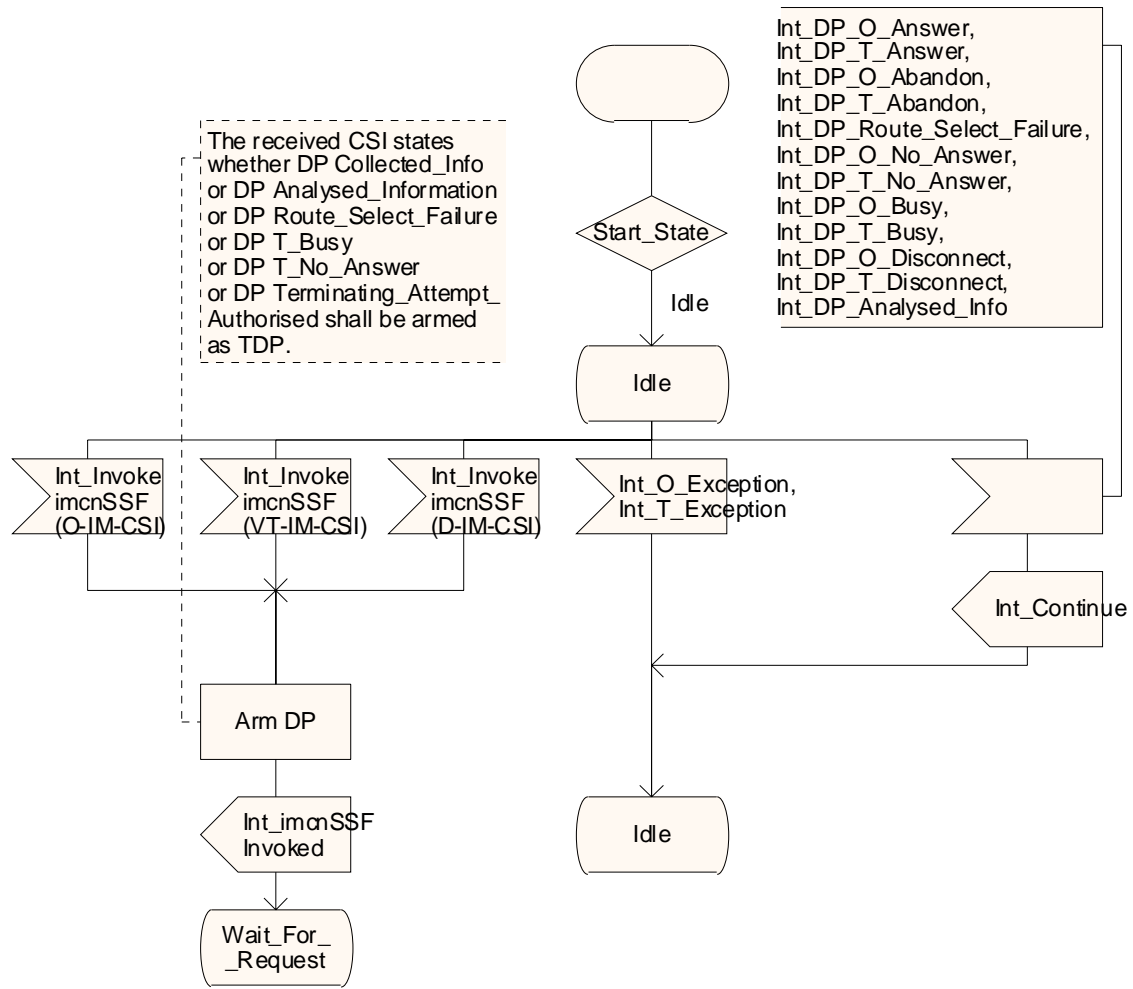 Int_DP_O_Answer,
Int_DP_T_Answer,
Int_DP_O_Abandon,
Int_DP_T_Abandon,
Int_DP_Route_Select_Failure,
Int_DP_O_No_Answer,
Int_DP_T_No_Answer,
Int_DP_O_Busy,
Int_DP_T_Busy,
Int_DP_O_Disconnect,
Int_DP_T_Disconnect,
Int_DP_Analysed_Info
The received CSI states
whether DP Collected_Info
or DP Analysed_Information
or DP Route_Select_Failure
or DP T_Busy
or DP T_No_Answer
or DP Terminating_Attempt_
Authorised shall be armed
as TDP.
Start_State
Idle
Idle
Int_Invoke
imcnSSF
(O-IM-CSI)
Int_Invoke
imcnSSF
(VT-IM-CSI)
Int_Invoke
imcnSSF
(D-IM-CSI)
Int_O_Exception,
Int_T_Exception
Int_Continue
Arm DP
Int_imcnSSF
Invoked
Idle
Wait_For_
_Request